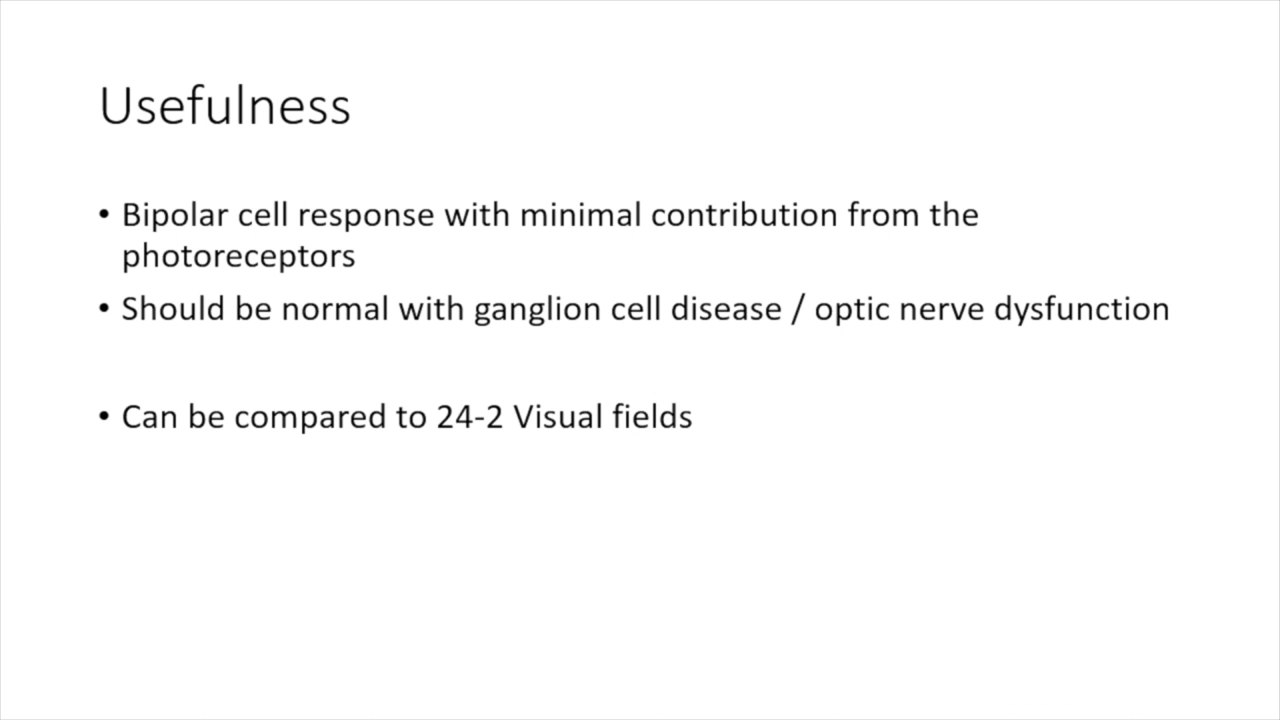 Usefulness
• Bipolar cell response with minimal contribution from the
photoreceptors
• Should be normal with ganglion cell disease / optic nerve dysfunction
• Can be compared to 24-2 Visual fields